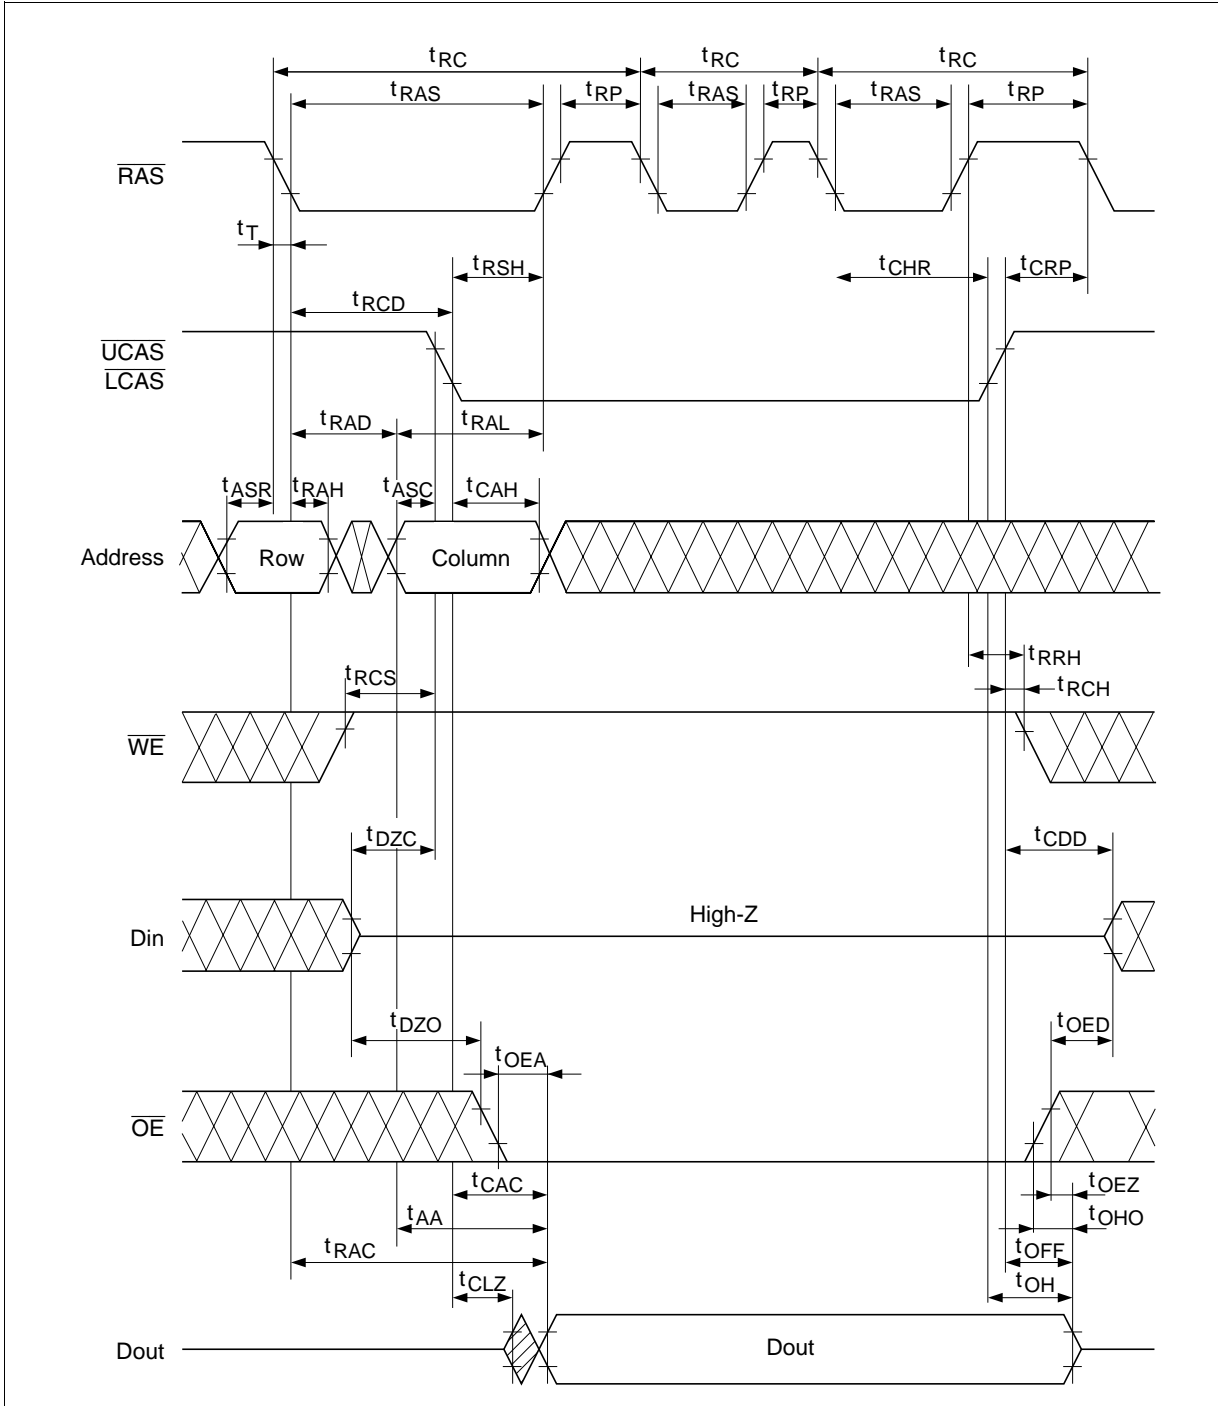 tRC tRC tRC
tRAS tRP tRAS tRP tRAS tRP
RAS
tT
tRSH tCHR tCRP
tRCD
UCAS
LCAS
tRAD tRAL
tASR tRAH tASC tCAH
Address Row Column
tRRH
tRCS tRCH
WE
tDZC tCDD
High-Z
Din
tDZO tOED
tOEA
OE
tCAC tOEZ
tAA tOHO
tRAC tOFF
tCLZ tOH
Dout Dout